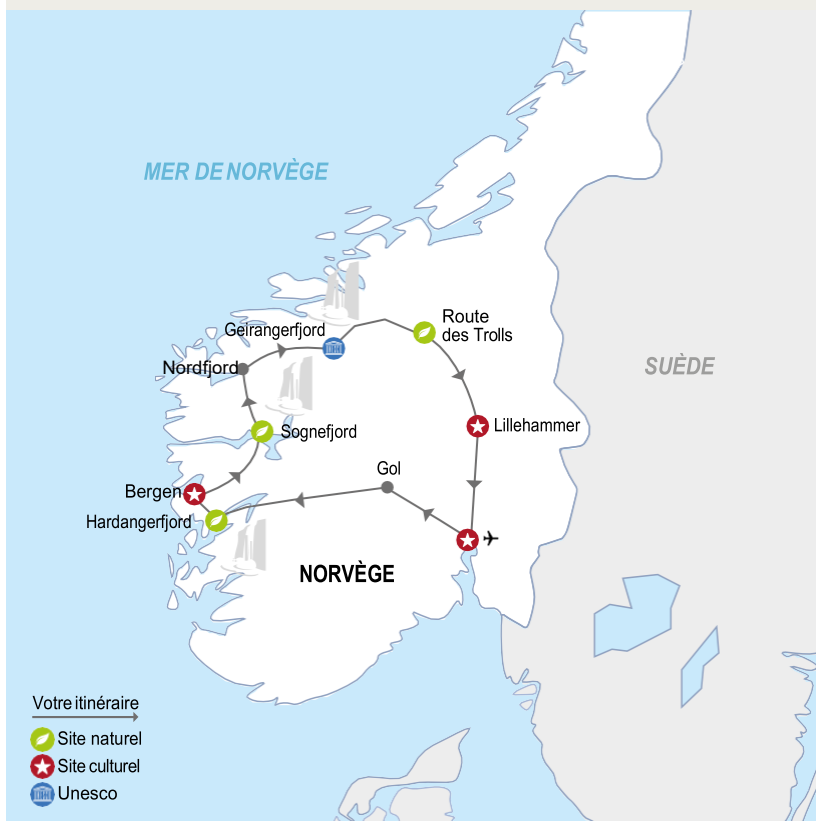 MER DE NORVÈGE
Geirangerfjord
Route
des Trolls
Nordfjord
SUÈDE
Sognefjord
Lillehammer
Gol
Bergen
Hardangerfjord
NORVÈGE
Votre itinéraire
Site naturel
Site culturel
Unesco